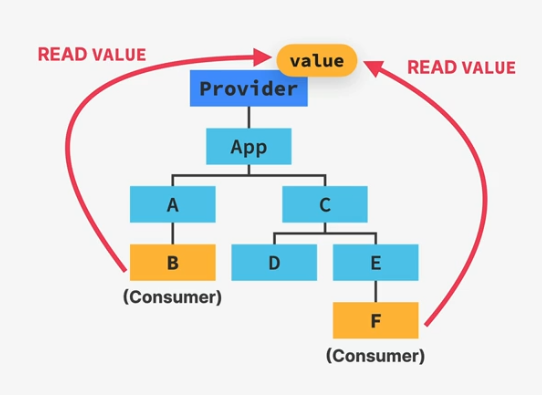 READ VALUE
value
READ VALUE
Provider
App
A
C
B
D
E
(Consumer)
F
(Consumer)